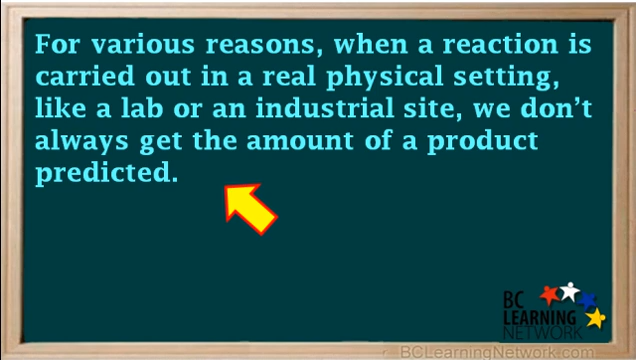 For various reasons, when a reaction is
carried out in a real physical setting,
like a lab or an industrial site, we don’t
always get the amount of a product
predicted.
BC
LEARNING
NETWORK
BCLearningNetwork.com